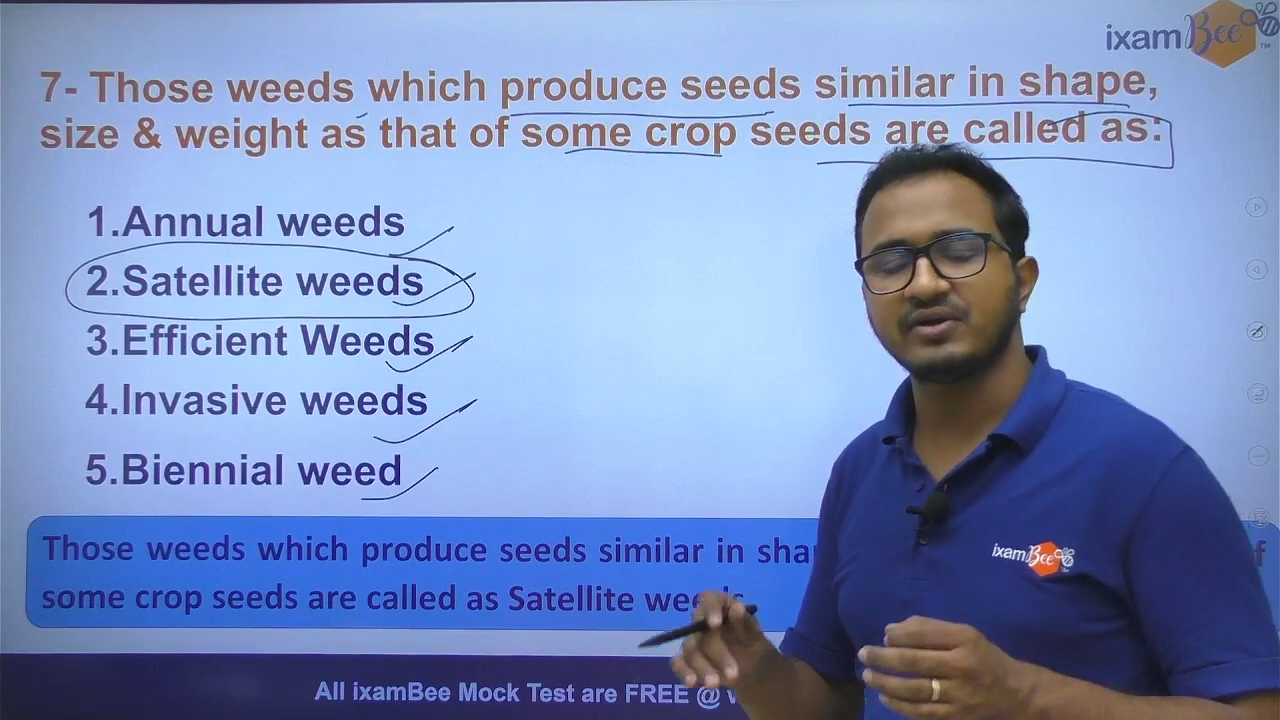 ixamBee TM
7- Those weeds which produce seeds similar in shape,
size & weight as that of some crop seeds are called as:
1.Annual weeds
2.Satellite weeds
3.Efficient Weeds
4.Invasive weeds
5.Biennial weed
Those weeds which produce seeds similar in
some crop seeds are called as Satellite
ixamBee
All ixamBee Mock Test are FREE @